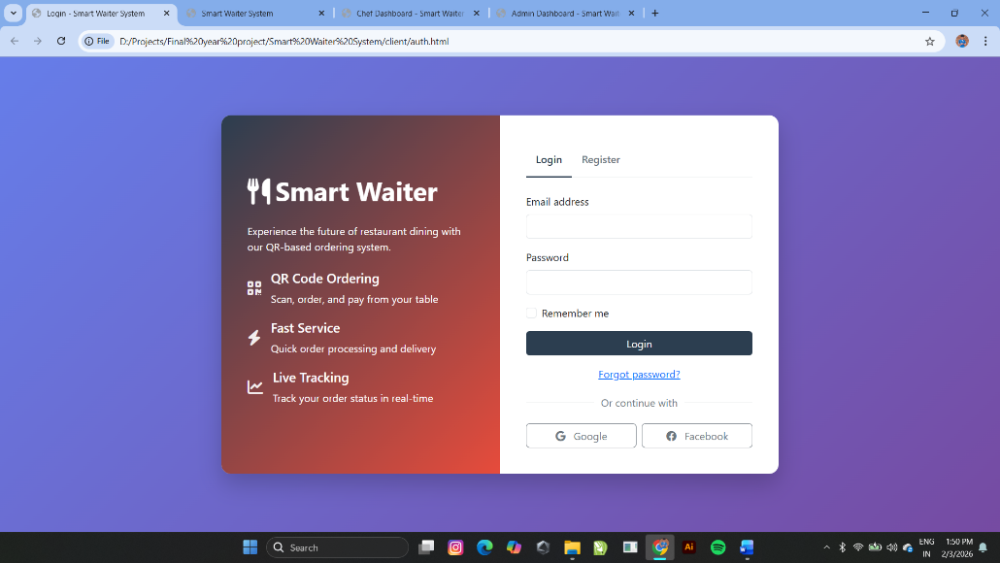 Login - Smart Waiter System
Smart Waiter System
Chef Dashboard - Smart Waiter
Admin Dashboard - Smart Wait
File
D:/Projects/Final%20year%20project/Smart%20Waiter%20System/client/auth.html
Smart Waiter
Experience the future of restaurant dining with
our QR-based ordering system.
QR Code Ordering
Scan, order, and pay from your table
Fast Service
Quick order processing and delivery
Live Tracking
Track your order status in real-time
Login Register
Email address
Password
Remember me
Login
Forgot password?
Or continue with
Google Facebook
Search
Ai
ENG
IN
1:50 PM
2/3/2026